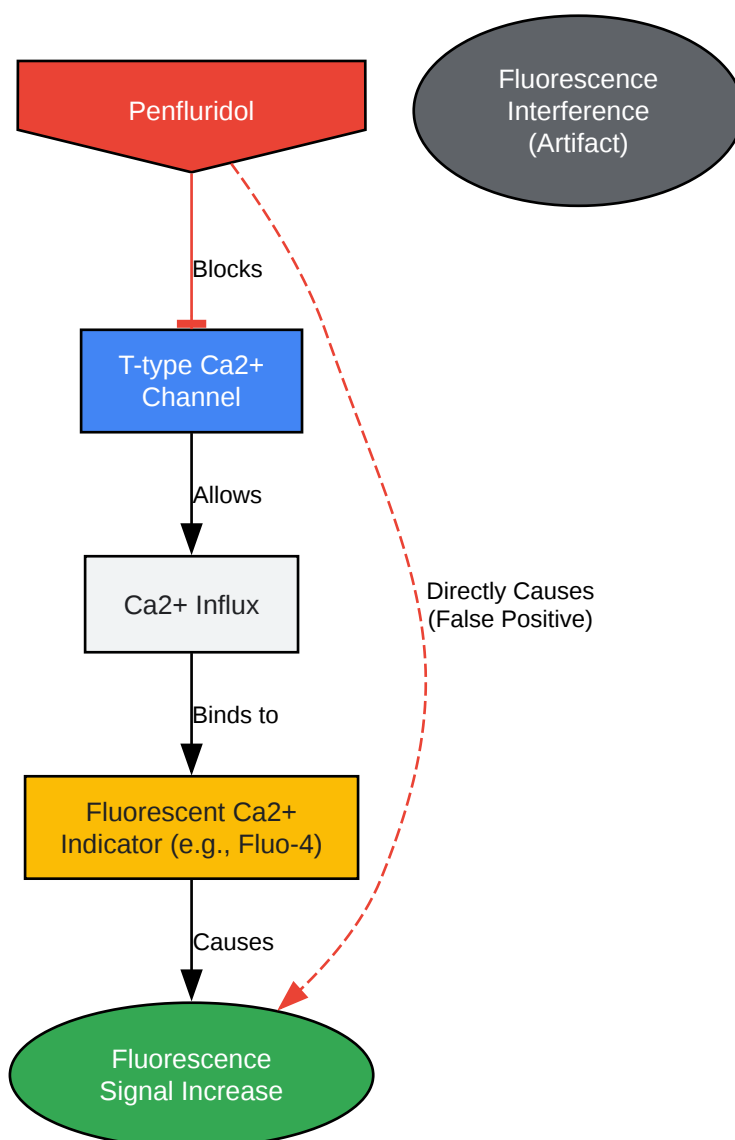 Penfluridol
Fluorescence
Interference
(Artifact)
Blocks
T-type Ca2+
Channel
Allows
Ca2+ Influx
Directly Causes
(False Positive)
Binds to
Fluorescent Ca2+
Indicator (e.g., Fluo-4)
Causes
Fluorescence
Signal Increase